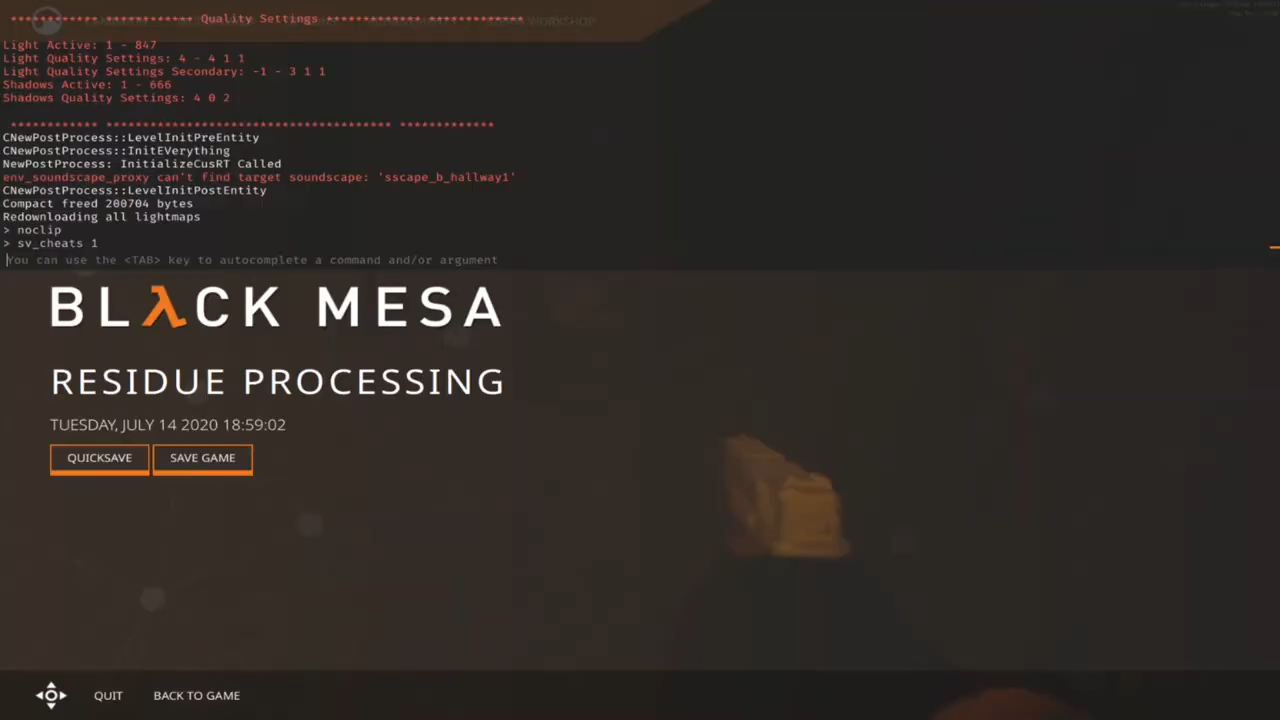 ************ ************* Quality Settings ************** **************
WORKSHOP
Light Active: 1 - 847
Light Quality Settings: 4 - 4 1 1
Light Quality Settings Secondary: -1 - 3 1 1
Shadows Active: 1 - 666
Shadows Quality Settings: 4 0 2
************* *************************************** *************
CNewPostProcess::LevelInitPreEntity
CNewPostProcess::InitEVerything
NewPostProcess: InitializeCusRT Called
env_soundscape_proxy can't find target soundscape: 'sscape_b_hallway1'
CNewPostProcess::LevelInitPostEntity
Compact freed 200704 bytes
Redownloading all lightmaps
> noclip
> sv_cheats 1
You can use the <TAB> key to autocomplete a command and/or argument
BLλCK MESA
RESIDUE PROCESSING
TUESDAY, JULY 14 2020 18:59:02
QUICKSAVE SAVE GAME
QUIT BACK TO GAME